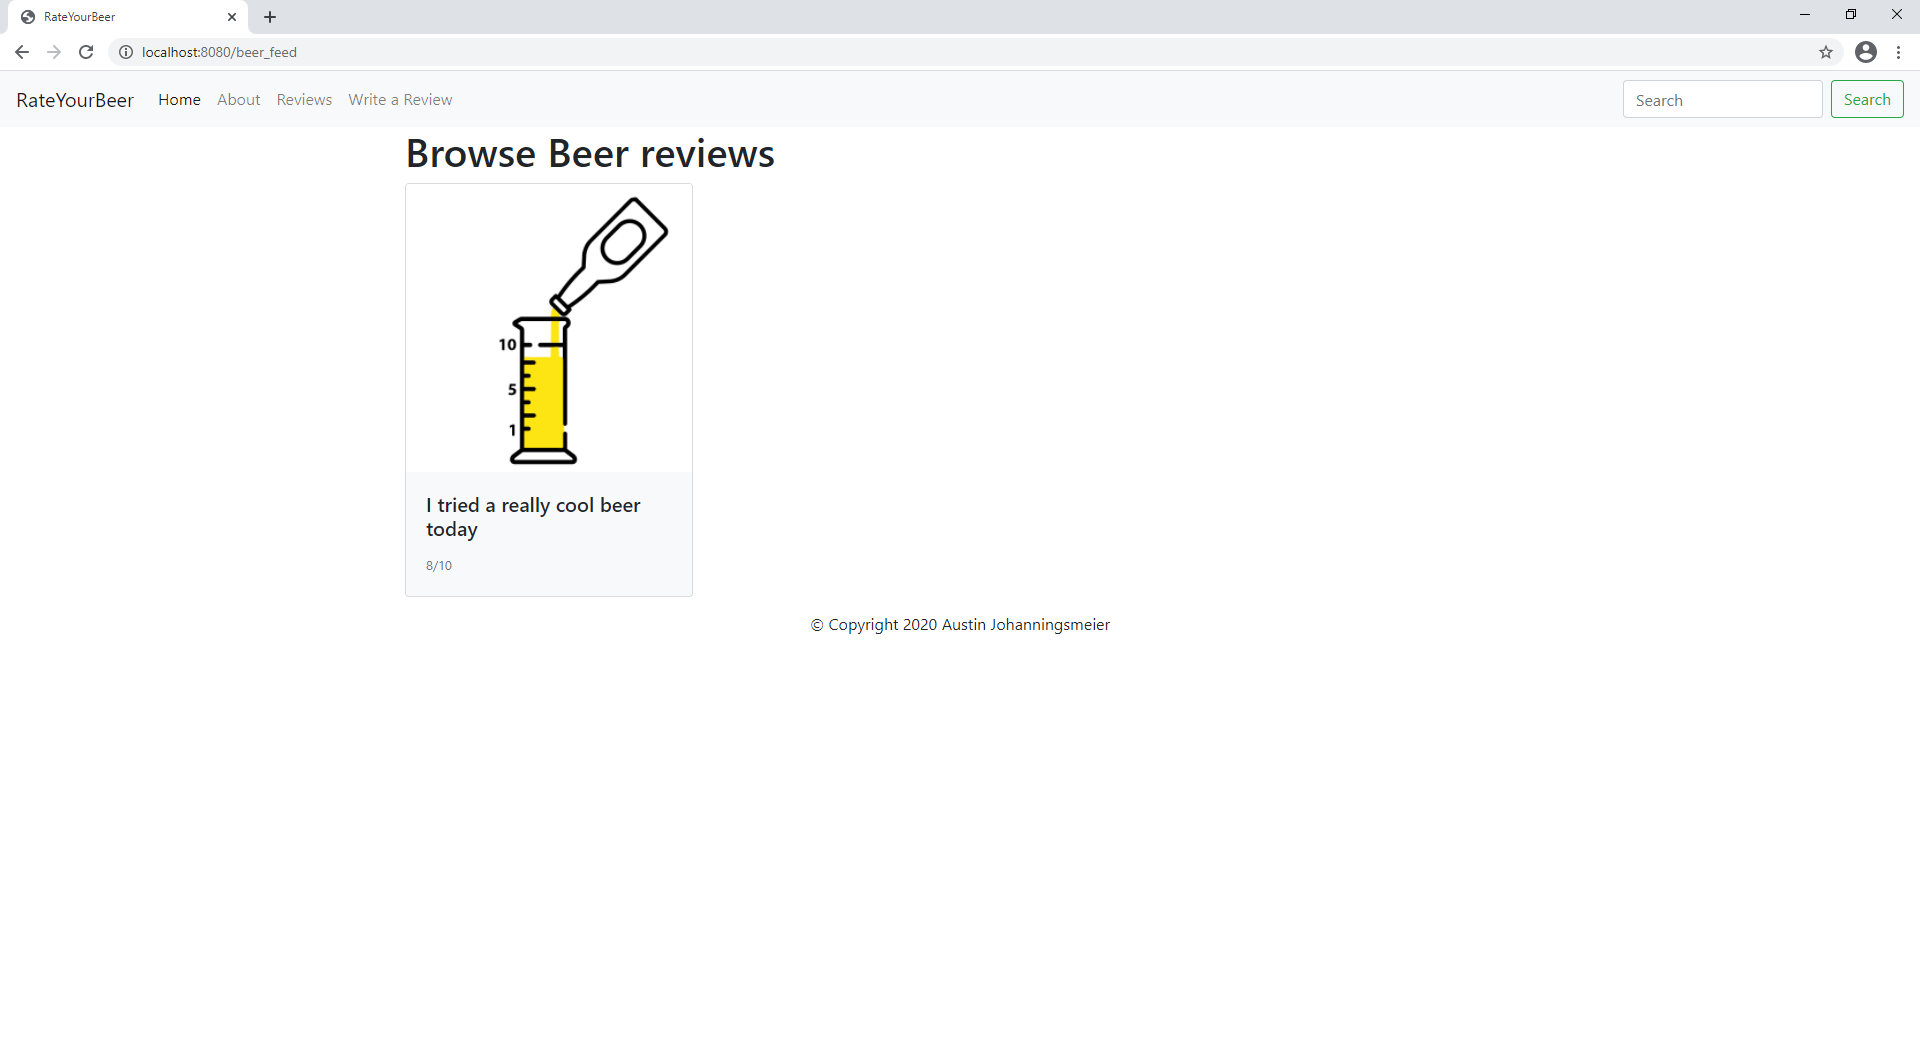 RateYourBeer
localhost:8080/beer_feed
RateYourBeer Home About Reviews Write a Review Search Search
Browse Beer reviews
10
5
1
I tried a really cool beer
today
8/10
© Copyright 2020 Austin Johanningsmeier